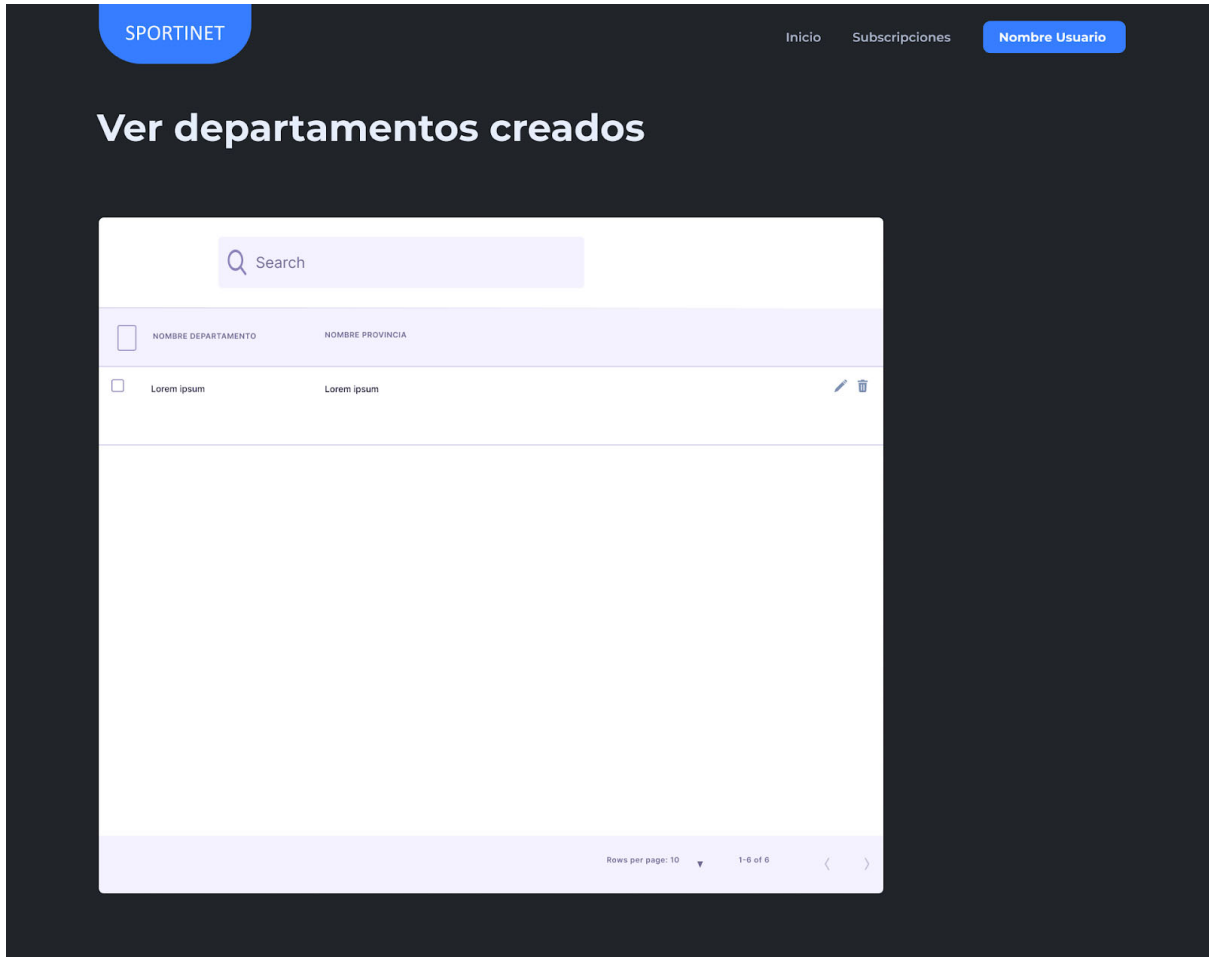 SPORTINET
Inicio Subscripciones Nombre Usuario
Ver departamentos creados
Search
NOMBRE DEPARTAMENTO NOMBRE PROVINCIA
Lorem ipsum Lorem ipsum
Rows per page: 10 1-6 of 6